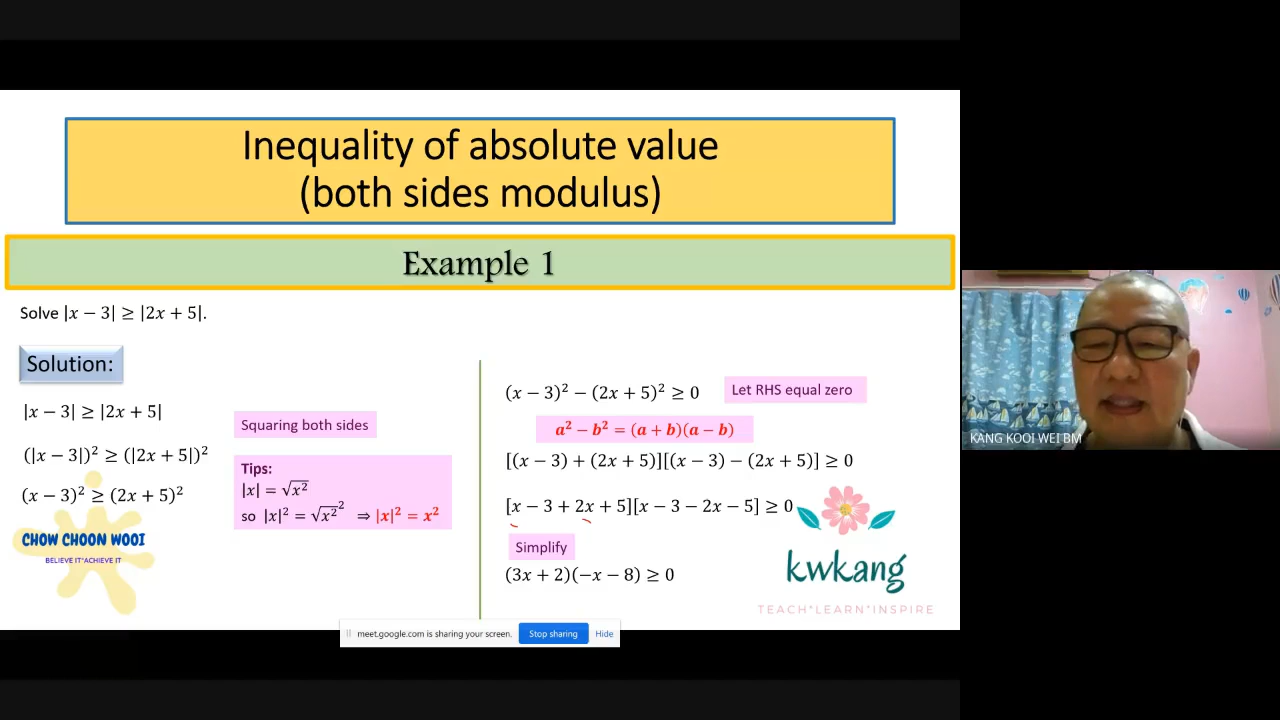 Inequality of absolute value
(both sides modulus)
Example 1
Solve |x − 3| ≥ |2x + 5|.
Solution:
|x − 3| ≥ |2x + 5|
Squaring both sides
(|x − 3|)² ≥ (|2x + 5|)²
(x − 3)² ≥ (2x + 5)²
Tips:
|x| = √x²
so |x|² = √x²² ⇒ |x|² = x²
CHOW CHOON WOOI
BELIEVE IT*ACHIEVE IT
(x − 3)² − (2x + 5)² ≥ 0
Let RHS equal zero
a² − b² = (a + b)(a − b)
[(x − 3) + (2x + 5)][(x − 3) − (2x + 5)] ≥ 0
[x − 3 + 2x + 5][x − 3 − 2x − 5] ≥ 0
Simplify
(3x + 2)(−x − 8) ≥ 0
kwkang
TEACH*LEARN*INSPIRE
meet.google.com is sharing your screen.
Stop sharing
Hide
KANG KOOI WEI BM